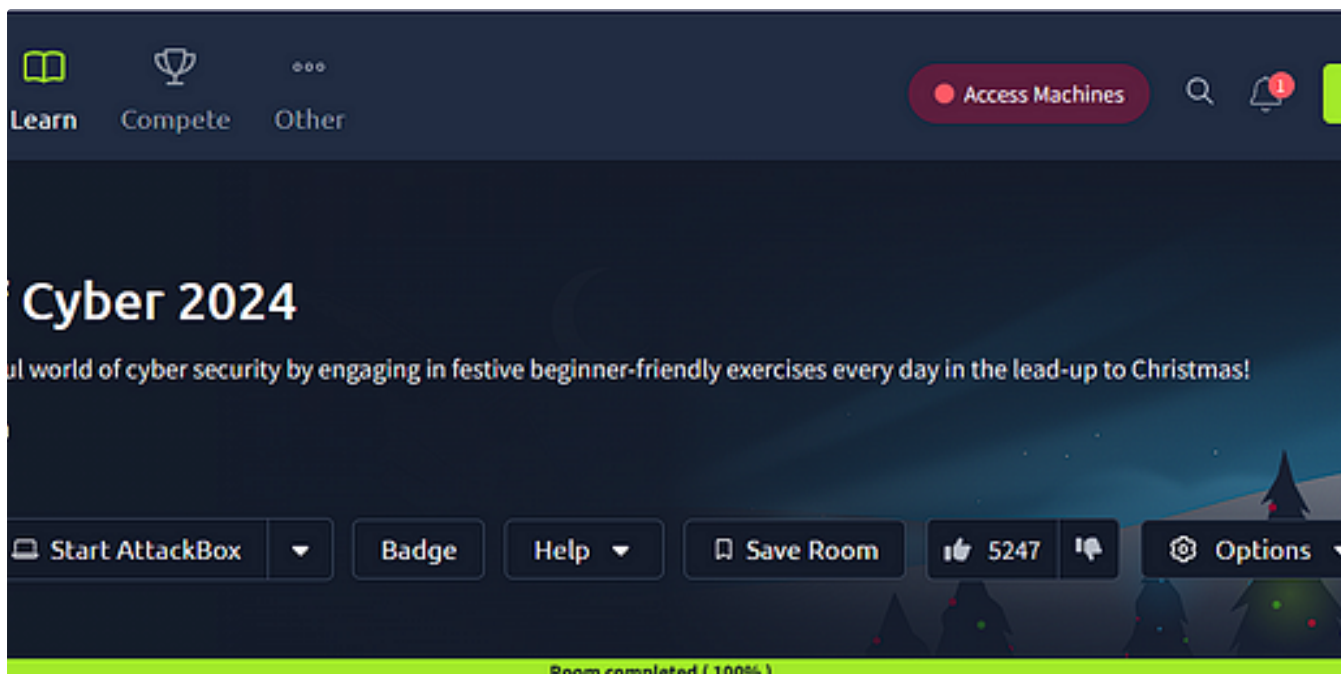 Learn Compete Other Access Machines 1
Cyber 2024
ul world of cyber security by engaging in festive beginner-friendly exercises every day in the lead-up to Christmas!
Start AttackBox Badge Help Save Room 5247 Options
Room completed ( 100% )